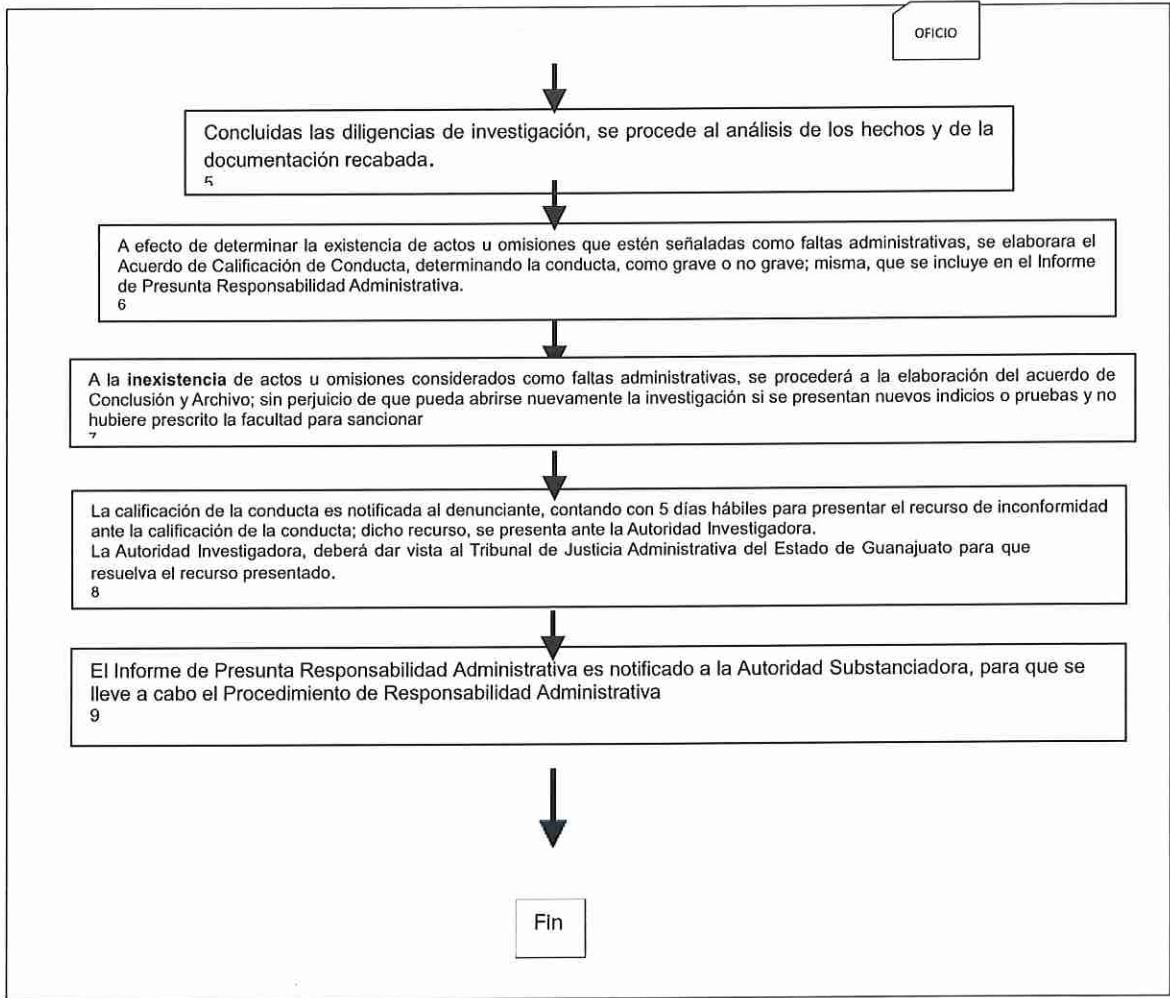 OFICIO
Concluidas las diligencias de investigación, se procede al análisis de los hechos y de la
documentación recabada.
5
A efecto de determinar la existencia de actos u omisiones que estén señaladas como faltas administrativas, se elaborara el
Acuerdo de Calificación de Conducta, determinando la conducta, como grave o no grave; misma, que se incluye en el Informe
de Presunta Responsabilidad Administrativa.
6
A la inexistencia de actos u omisiones considerados como faltas administrativas, se procederá a la elaboración del acuerdo de
Conclusión y Archivo; sin perjuicio de que pueda abrirse nuevamente la investigación si se presentan nuevos indicios o pruebas y no
hubiere prescrito la facultad para sancionar
7
La calificación de la conducta es notificada al denunciante, contando con 5 días hábiles para presentar el recurso de inconformidad
ante la calificación de la conducta; dicho recurso, se presenta ante la Autoridad Investigadora.
La Autoridad Investigadora, deberá dar vista al Tribunal de Justicia Administrativa del Estado de Guanajuato para que
resuelva el recurso presentado.
8
El Informe de Presunta Responsabilidad Administrativa es notificado a la Autoridad Substanciadora, para que se
lleve a cabo el Procedimiento de Responsabilidad Administrativa
9
Fin